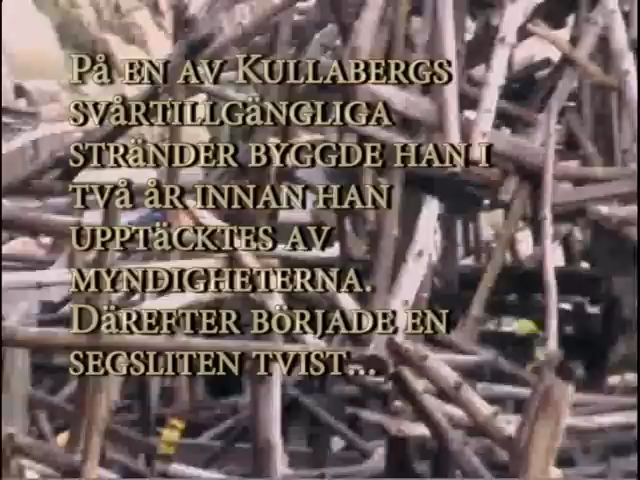 På en av Kullabergs
svårtillgängliga
stränder byggde han i
två år innan han
upptäcktes av
myndigheterna.
Därefter började en
segsliten tvist...